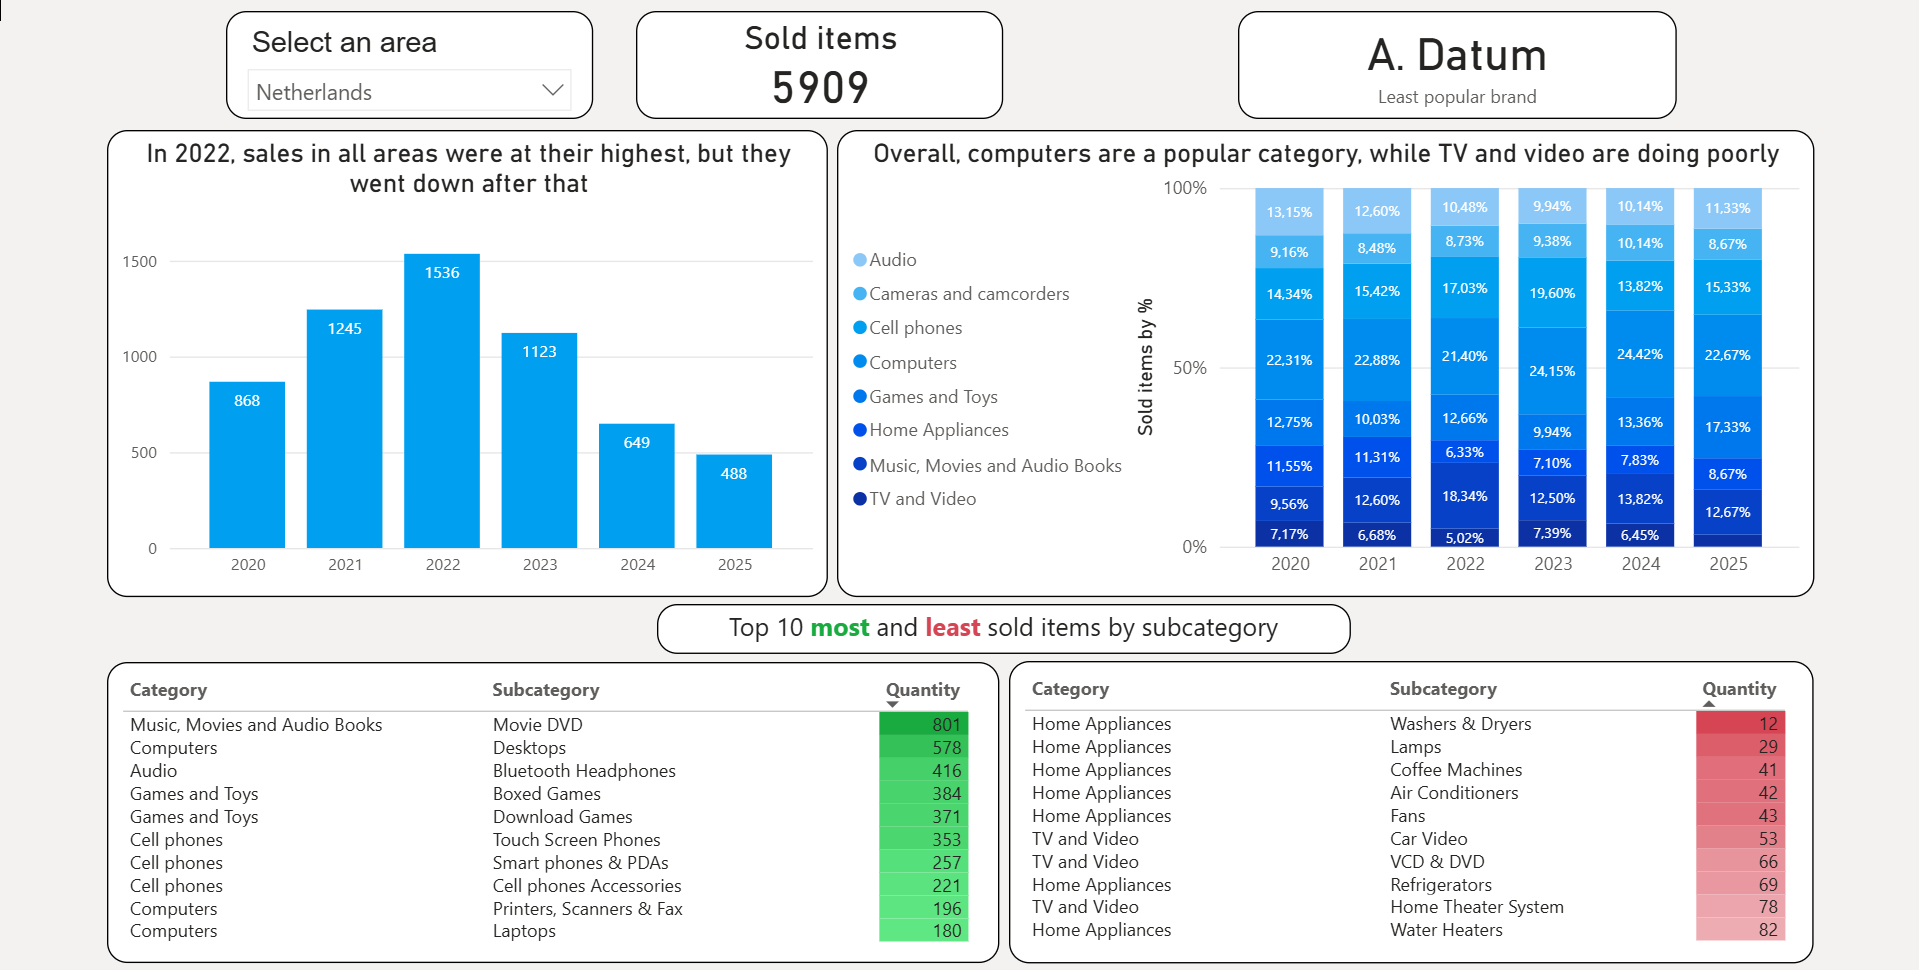 Select an area
Netherlands
Sold items
5909
A. Datum
Least popular brand
In 2022, sales in all areas were at their highest, but they
went down after that
1500
1000
500
0
868
1245
1536
1123
649
488
2020 2021 2022 2023 2024 2025
Overall, computers are a popular category, while TV and video are doing poorly
Audio
Cameras and camcorders
Cell phones
Computers
Games and Toys
Home Appliances
Music, Movies and Audio Books
TV and Video
Sold items by %
100%
50%
0%
13,15% 12,60% 10,48% 9,94% 10,14% 11,33%
9,16% 8,48% 8,73% 9,38% 10,14% 8,67%
14,34% 15,42% 17,03% 19,60% 13,82% 15,33%
22,31% 22,88% 21,40% 24,15% 24,42% 22,67%
12,75% 10,03% 12,66% 9,94% 13,36% 17,33%
11,55% 11,31% 6,33% 7,10% 7,83% 8,67%
9,56% 12,60% 18,34% 12,50% 13,82% 12,67%
7,17% 6,68% 5,02% 7,39% 6,45%
2020 2021 2022 2023 2024 2025
Top 10 most and least sold items by subcategory
Category Subcategory Quantity
Music, Movies and Audio Books Movie DVD 801
Computers Desktops 578
Audio Bluetooth Headphones 416
Games and Toys Boxed Games 384
Games and Toys Download Games 371
Cell phones Touch Screen Phones 353
Cell phones Smart phones & PDAs 257
Cell phones Cell phones Accessories 221
Computers Printers, Scanners & Fax 196
Computers Laptops 180
Category Subcategory Quantity
Home Appliances Washers & Dryers 12
Home Appliances Lamps 29
Home Appliances Coffee Machines 41
Home Appliances Air Conditioners 42
Home Appliances Fans 43
TV and Video Car Video 53
TV and Video VCD & DVD 66
Home Appliances Refrigerators 69
TV and Video Home Theater System 78
Home Appliances Water Heaters 82